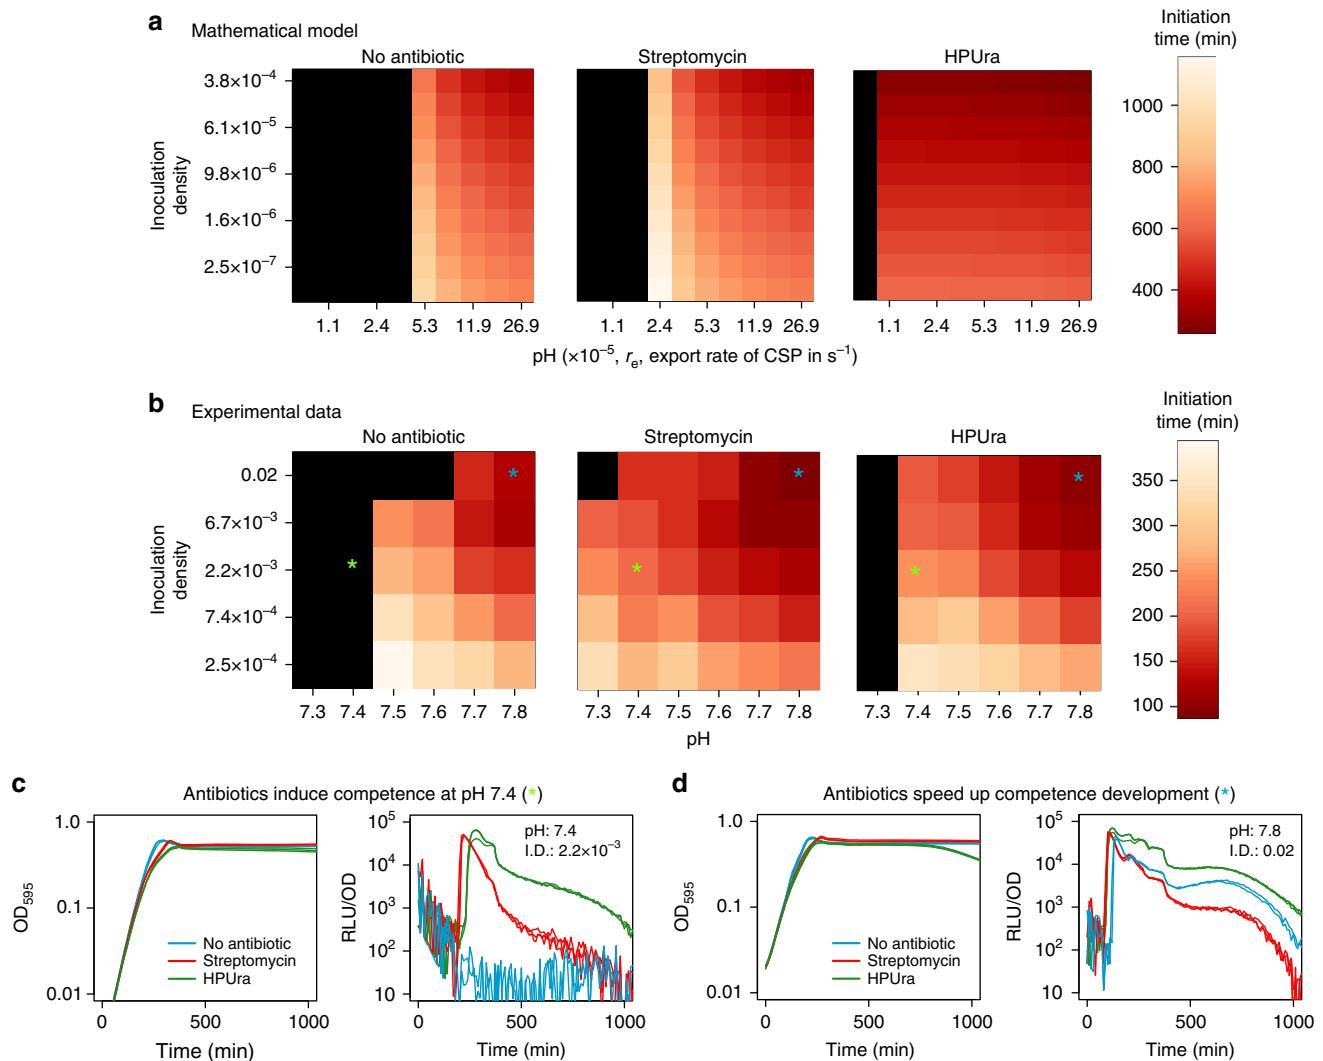 a Mathematical model
No antibiotic
Streptomycin
HPUra
Initiation
time (min)
Inoculation
density
3.8×10⁻⁴
6.1×10⁻⁵
9.8×10⁻⁶
1.6×10⁻⁶
2.5×10⁻⁷
1.1 2.4 5.3 11.9 26.9
1.1 2.4 5.3 11.9 26.9
1.1 2.4 5.3 11.9 26.9
pH (×10⁻⁵, rₑ, export rate of CSP in s⁻¹)
1000
800
600
400
b Experimental data
No antibiotic
Streptomycin
HPUra
Initiation
time (min)
Inoculation
density
0.02
6.7×10⁻³
2.2×10⁻³
7.4×10⁻⁴
2.5×10⁻⁴
* *
* *
* *
7.3 7.4 7.5 7.6 7.7 7.8
7.3 7.4 7.5 7.6 7.7 7.8
7.3 7.4 7.5 7.6 7.7 7.8
pH
350
300
250
200
150
100
c Antibiotics induce competence at pH 7.4 (*)
OD₅₉₅
1.0
0.1
0.01
No antibiotic
Streptomycin
HPUra
0 500 1000
Time (min)
RLU/OD
10⁵
10⁴
10³
10²
10
pH: 7.4
I.D.: 2.2×10⁻³
0 500 1000
Time (min)
d Antibiotics speed up competence development (*)
OD₅₉₅
1.0
0.1
0.01
No antibiotic
Streptomycin
HPUra
0 500 1000
Time (min)
RLU/OD
10⁵
10⁴
10³
10²
10
pH: 7.8
I.D.: 0.02
0 500 1000
Time (min)